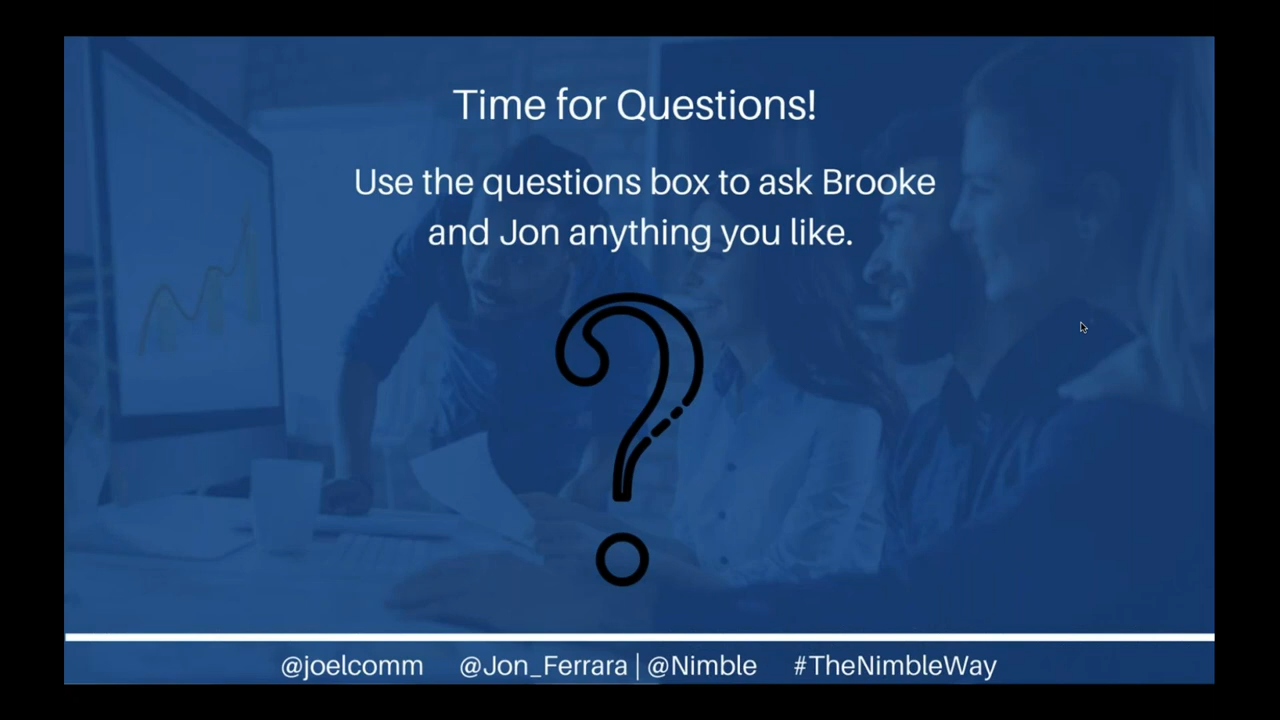 Time for Questions!
Use the questions box to ask Brooke
and Jon anything you like.
@joelcomm @Jon_Ferrara | @Nimble #TheNimbleWay